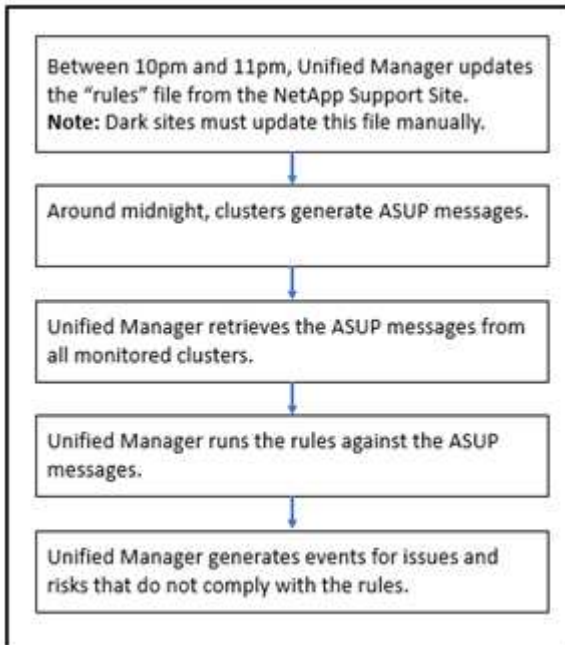 Between 10pm and 11pm, Unified Manager updates
the “rules” file from the NetApp Support Site.
Note: Dark sites must update this file manually.
Around midnight, clusters generate ASUP messages.
Unified Manager retrieves the ASUP messages from
all monitored clusters.
Unified Manager runs the rules against the ASUP
messages.
Unified Manager generates events for issues and
risks that do not comply with the rules.